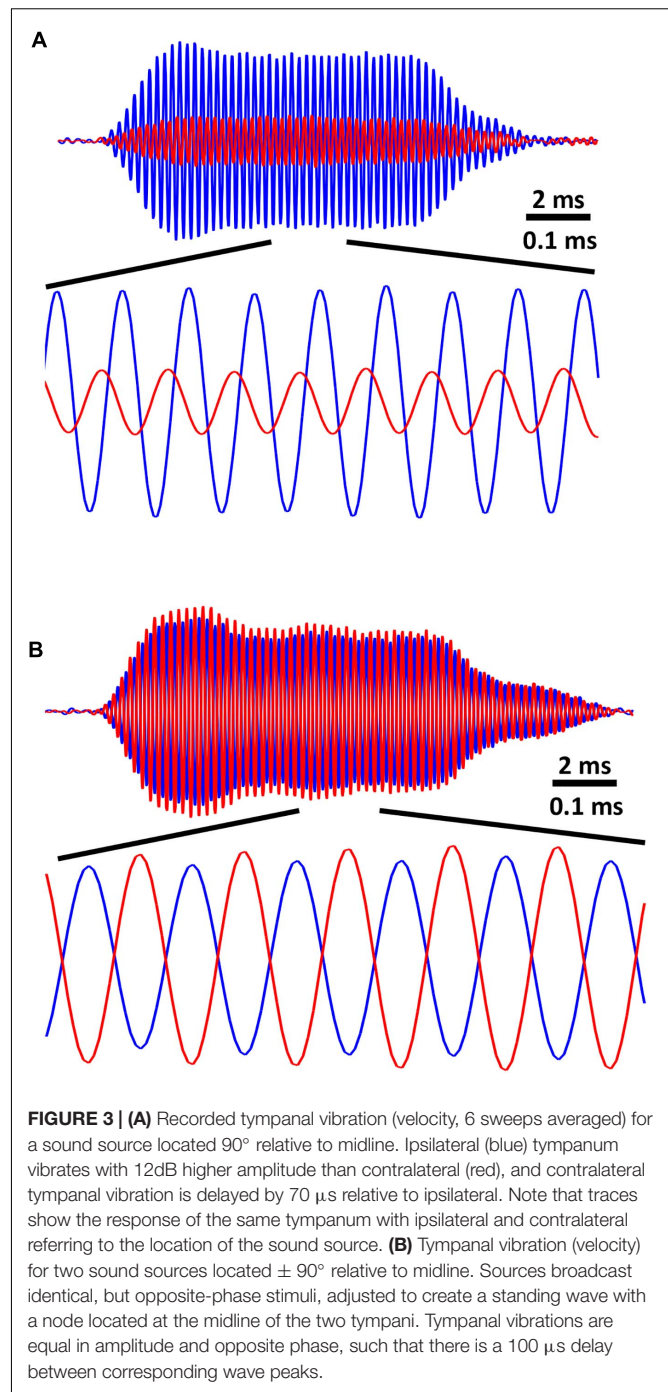 A
2 ms
0.1 ms
B
2 ms
0.1 ms
FIGURE 3 | (A) Recorded tympanal vibration (velocity, 6 sweeps averaged) for
a sound source located 90° relative to midline. Ipsilateral (blue) tympanum
vibrates with 12dB higher amplitude than contralateral (red), and contralateral
tympanal vibration is delayed by 70 μs relative to ipsilateral. Note that traces
show the response of the same tympanum with ipsilateral and contralateral
referring to the location of the sound source. (B) Tympanal vibration (velocity)
for two sound sources located ± 90° relative to midline. Sources broadcast
identical, but opposite-phase stimuli, adjusted to create a standing wave with
a node located at the midline of the two tympani. Tympanal vibrations are
equal in amplitude and opposite phase, such that there is a 100 μs delay
between corresponding wave peaks.